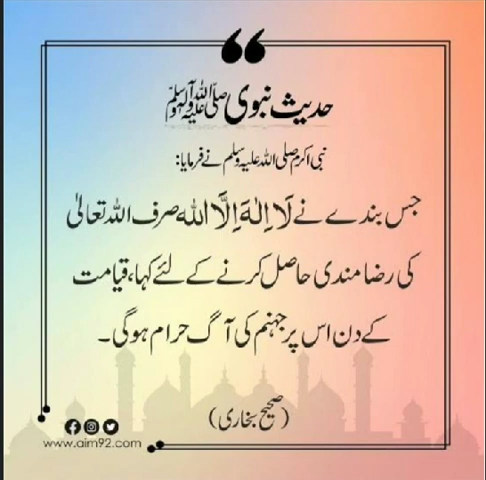 حدیث نبوی صلی اللہ علیہ وآلہ وسلم
نبی اکرم صلی اللہ علیہ وسلم نے فرمایا:
جس بندے نے لَا اِلٰہَ اِلَّا اللہ صرف اللہ تعالیٰ
کی رضا مندی حاصل کرنے کے لئے کہا، قیامت
کے دن اس پر جہنم کی آگ حرام ہوگی۔
(صحیح بخاری)
www.aim92.com